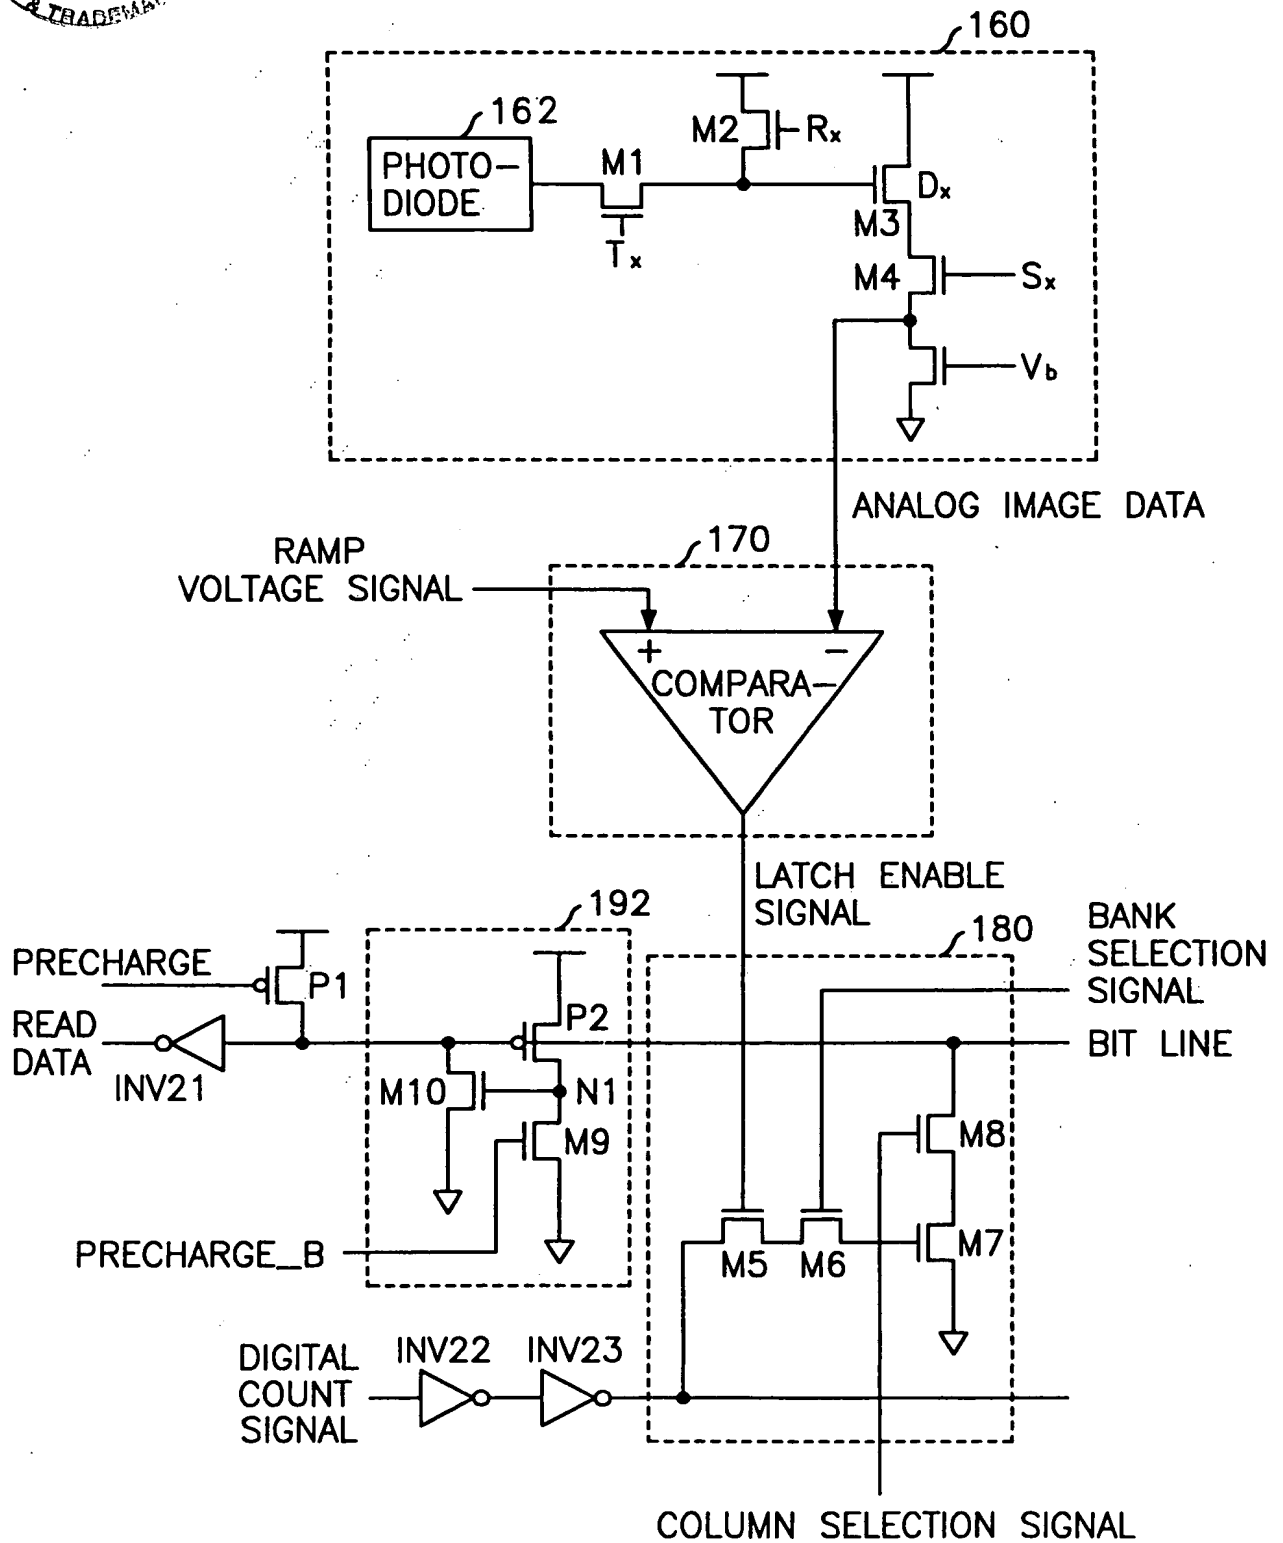 & TRADEMA
160
162
PHOTO-
DIODE
M1
Tx
M2
Rx
Dx
M3
M4
Sx
Vb
ANALOG IMAGE DATA
RAMP
VOLTAGE SIGNAL
170
+
−
COMPARA-
TOR
LATCH ENABLE
SIGNAL
192
180
BANK
SELECTION
SIGNAL
PRECHARGE
P1
READ
DATA
INV21
P2
BIT LINE
M10
N1
M9
M8
PRECHARGE_B
M5
M6
M7
DIGITAL
COUNT
SIGNAL
INV22
INV23
COLUMN SELECTION SIGNAL